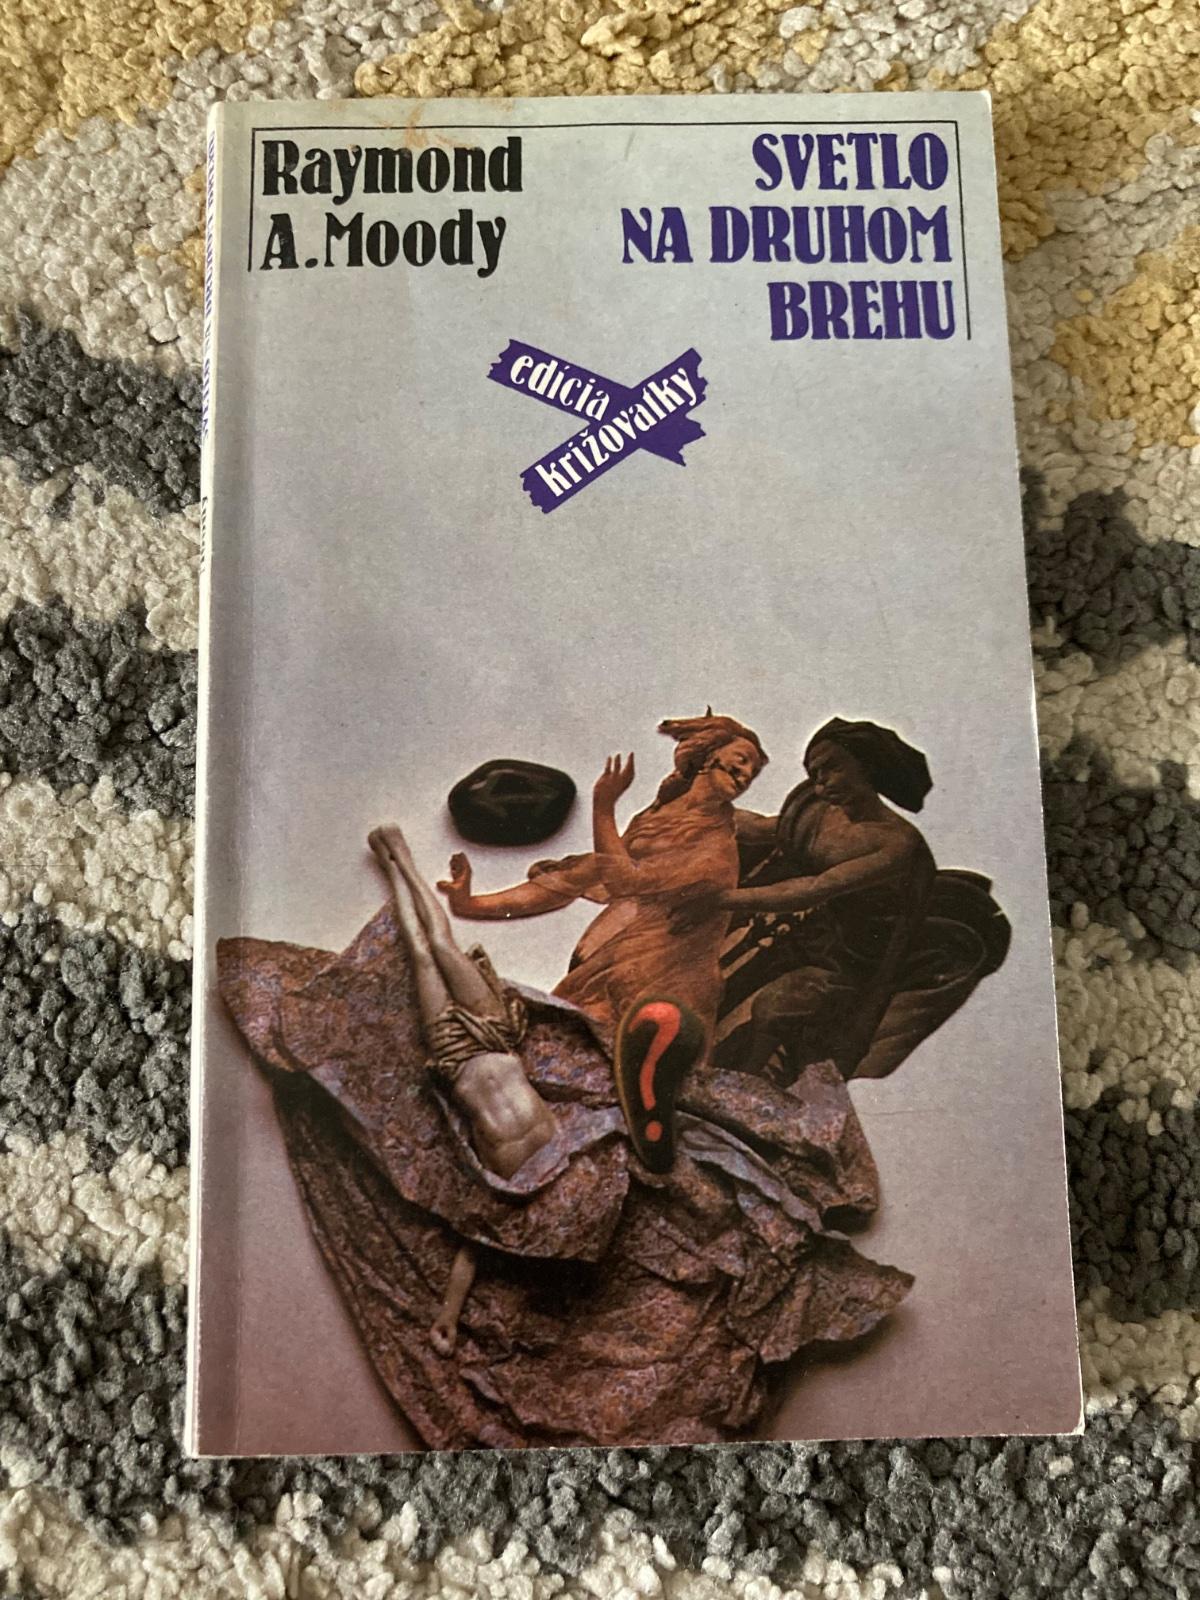 Raymond
A. Moody
SVETLO
NA DRUHOM
BREHU
edícia
križovatky
?